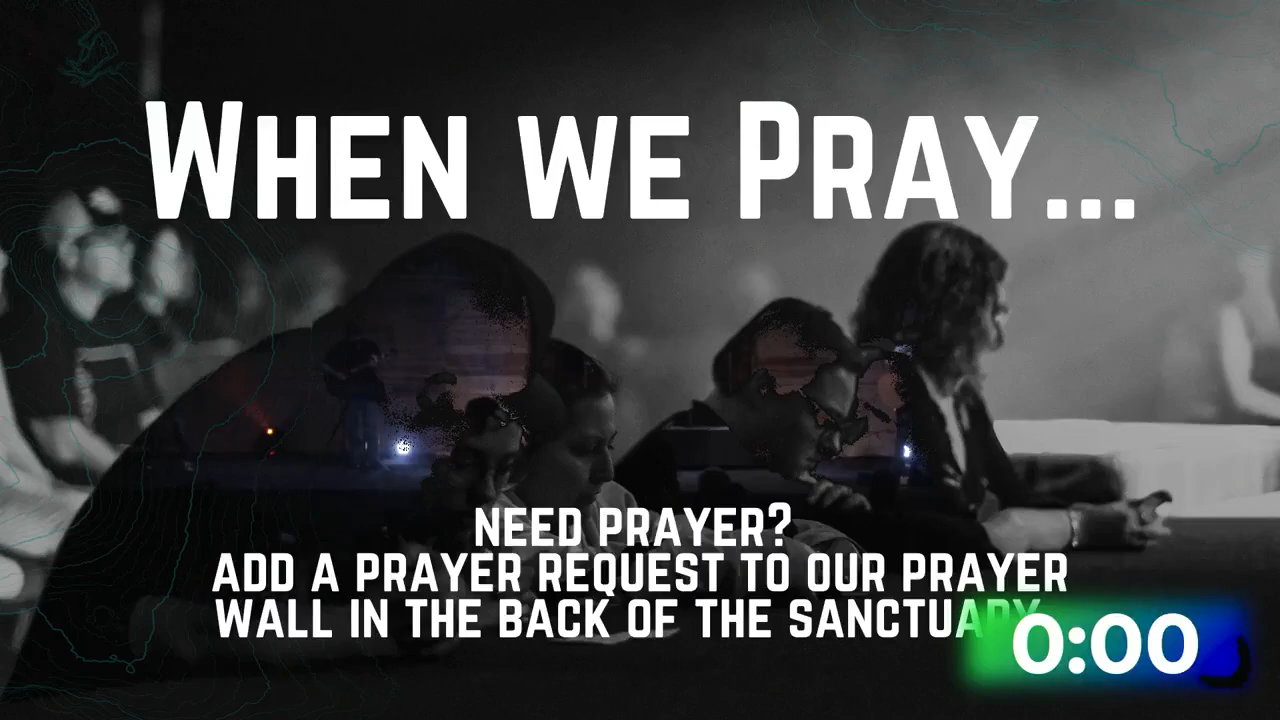 WHEN WE PRAY...
NEED PRAYER?
ADD A PRAYER REQUEST TO OUR PRAYER
WALL IN THE BACK OF THE SANCTUARY
0:00